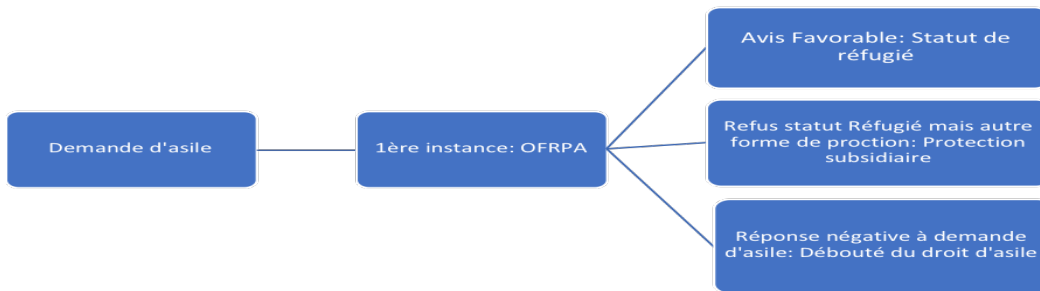 Demande d'asile
1ère instance: OFRPA
Avis Favorable: Statut de
réfugié
Refus statut Réfugié mais autre
forme de proction: Protection
subsidiaire
Réponse négative à demande
d'asile: Débouté du droit d'asile